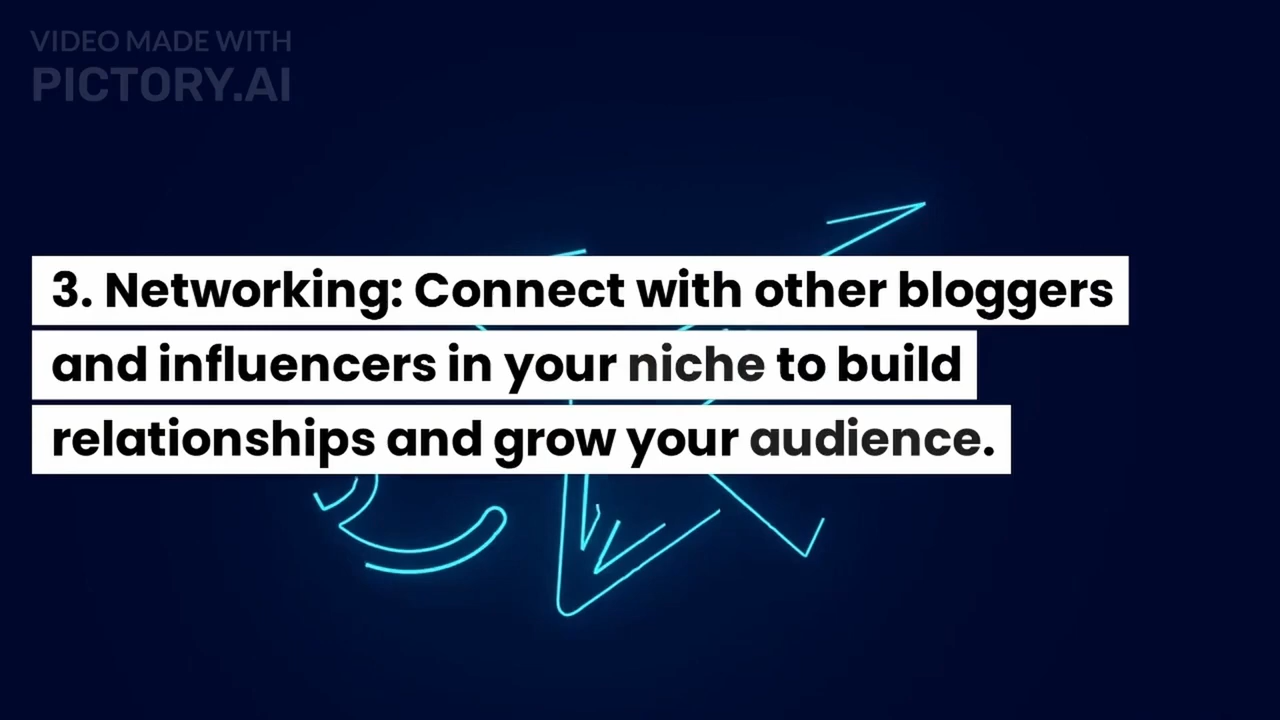 VIDEO MADE WITH
PICTORY.AI
3. Networking: Connect with other bloggers
and influencers in your niche to build
relationships and grow your audience.